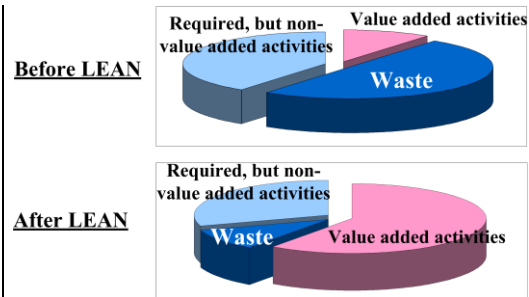 Before LEAN
Required, but non-
value added activities
Value added activities
Waste
After LEAN
Required, but non-
value added activities
Waste
Value added activities